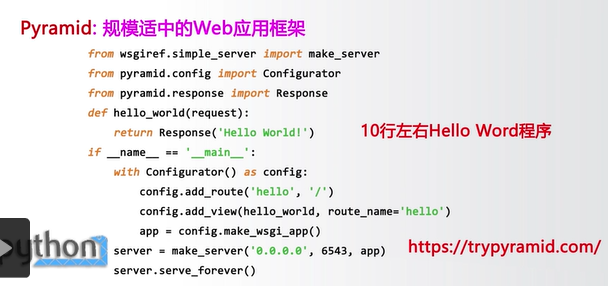 Pyramid: 规模适中的Web应用框架
from wsgiref.simple_server import make_server
from pyramid.config import Configurator
from pyramid.response import Response
def hello_world(request):
return Response('Hello World!')
10行左右Hello Word程序
if __name__ == '__main__':
with Configurator() as config:
config.add_route('hello', '/')
config.add_view(hello_world, route_name='hello')
app = config.make_wsgi_app()
server = make_server('0.0.0.0', 6543, app)
https://trypyramid.com/
server.serve_forever()
python